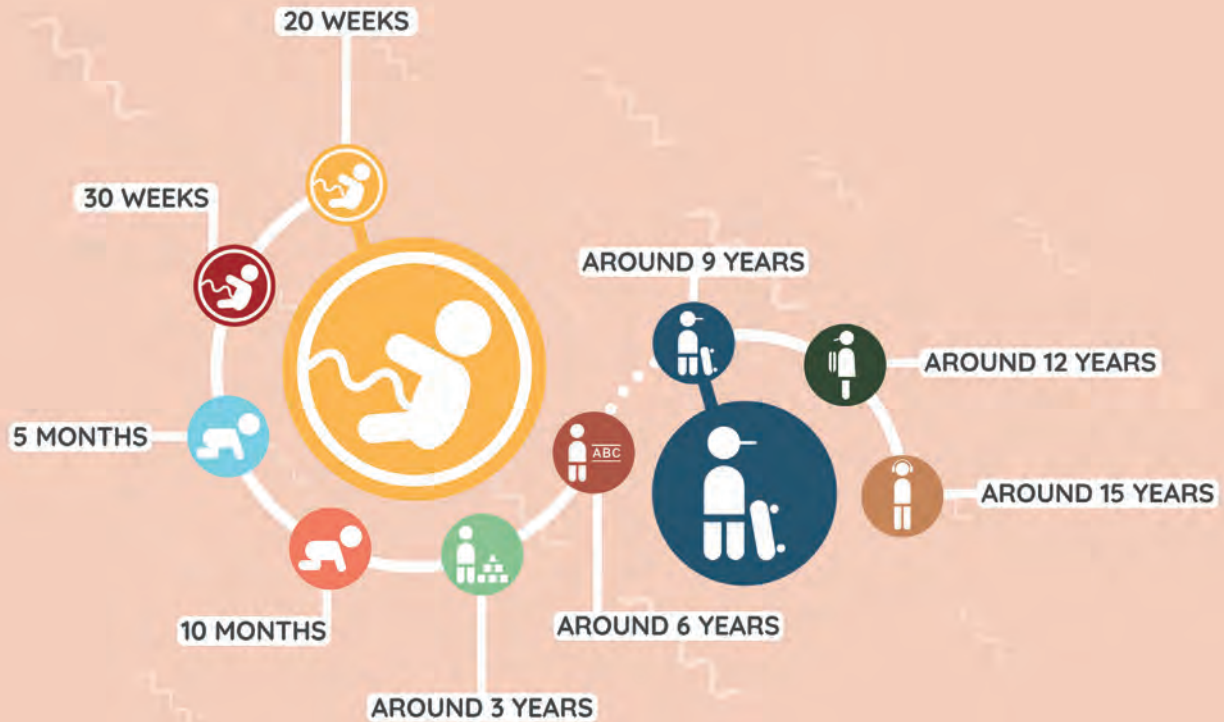 20 WEEKS
30 WEEKS
5 MONTHS
10 MONTHS
AROUND 3 YEARS
AROUND 6 YEARS
ABC
AROUND 9 YEARS
AROUND 12 YEARS
AROUND 15 YEARS